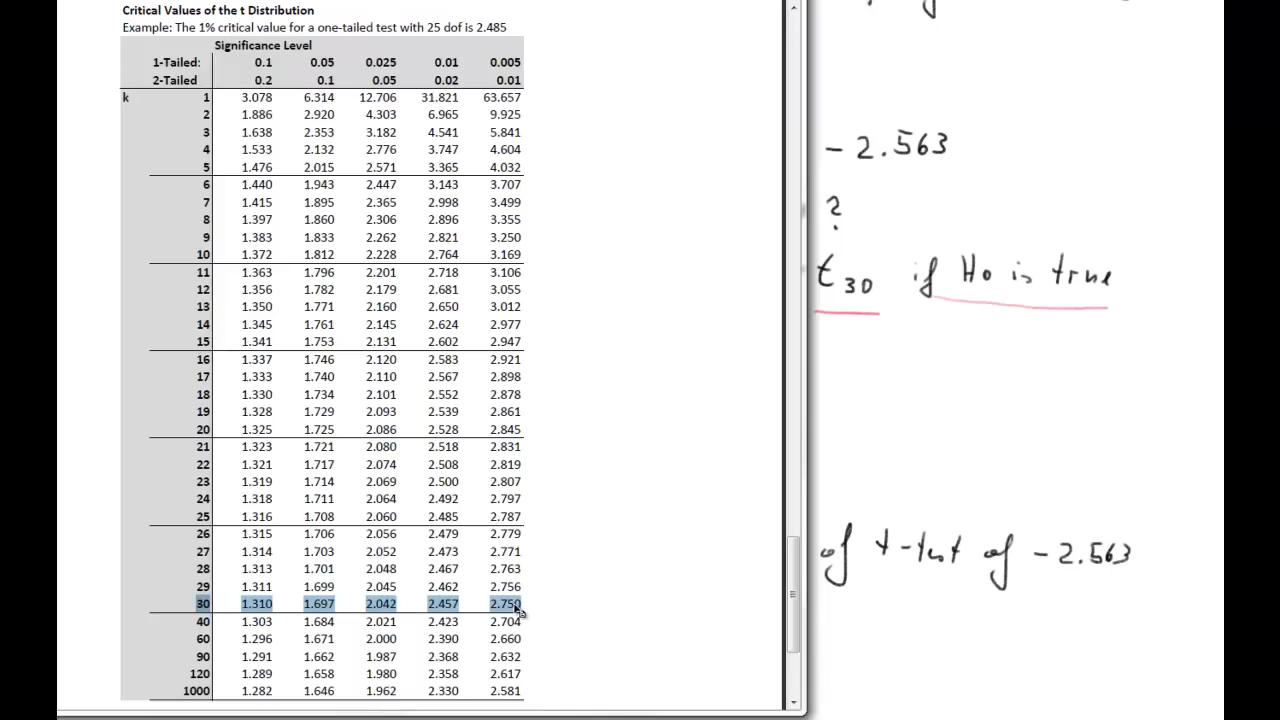 Critical Values of the t Distribution
Example: The 1% critical value for a one-tailed test with 25 dof is 2.485
Significance Level
1-Tailed: 0.1 0.05 0.025 0.01 0.005
2-Tailed 0.2 0.1 0.05 0.02 0.01
k 1 3.078 6.314 12.706 31.821 63.657
2 1.886 2.920 4.303 6.965 9.925
3 1.638 2.353 3.182 4.541 5.841
4 1.533 2.132 2.776 3.747 4.604
5 1.476 2.015 2.571 3.365 4.032
6 1.440 1.943 2.447 3.143 3.707
7 1.415 1.895 2.365 2.998 3.499
8 1.397 1.860 2.306 2.896 3.355
9 1.383 1.833 2.262 2.821 3.250
10 1.372 1.812 2.228 2.764 3.169
11 1.363 1.796 2.201 2.718 3.106
12 1.356 1.782 2.179 2.681 3.055
13 1.350 1.771 2.160 2.650 3.012
14 1.345 1.761 2.145 2.624 2.977
15 1.341 1.753 2.131 2.602 2.947
16 1.337 1.746 2.120 2.583 2.921
17 1.333 1.740 2.110 2.567 2.898
18 1.330 1.734 2.101 2.552 2.878
19 1.328 1.729 2.093 2.539 2.861
20 1.325 1.725 2.086 2.528 2.845
21 1.323 1.721 2.080 2.518 2.831
22 1.321 1.717 2.074 2.508 2.819
23 1.319 1.714 2.069 2.500 2.807
24 1.318 1.711 2.064 2.492 2.797
25 1.316 1.708 2.060 2.485 2.787
26 1.315 1.706 2.056 2.479 2.779
27 1.314 1.703 2.052 2.473 2.771
28 1.313 1.701 2.048 2.467 2.763
29 1.311 1.699 2.045 2.462 2.756
30 1.310 1.697 2.042 2.457 2.750
40 1.303 1.684 2.021 2.423 2.704
60 1.296 1.671 2.000 2.390 2.660
90 1.291 1.662 1.987 2.368 2.632
120 1.289 1.658 1.980 2.358 2.617
1000 1.282 1.646 1.962 2.330 2.581
- 2.563
?
t30 if Ho is true
of t-test of - 2.563